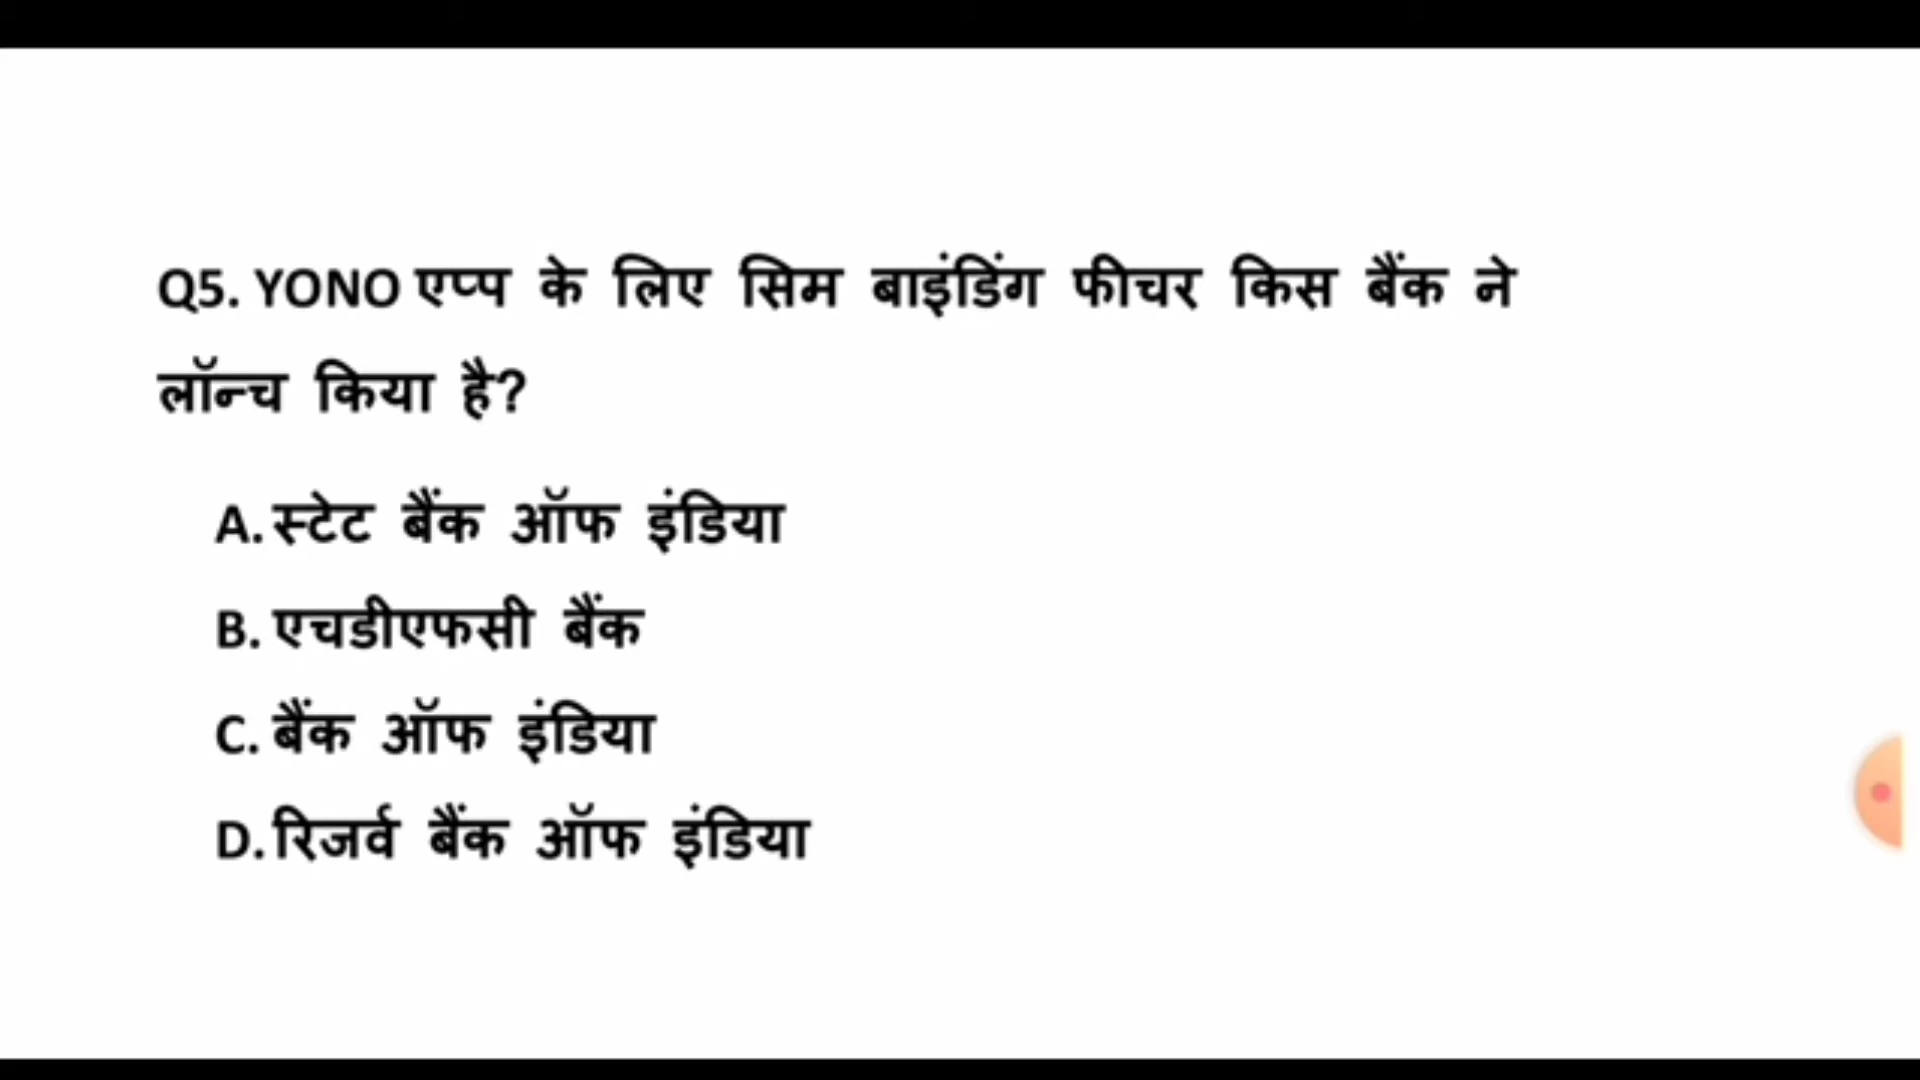 Q5. YONO एप्प के लिए सिम बाइंडिंग फीचर किस बैंक ने
लॉन्च किया है?
A. स्टेट बैंक ऑफ इंडिया
B. एचडीएफसी बैंक
C. बैंक ऑफ इंडिया
D. रिजर्व बैंक ऑफ इंडिया